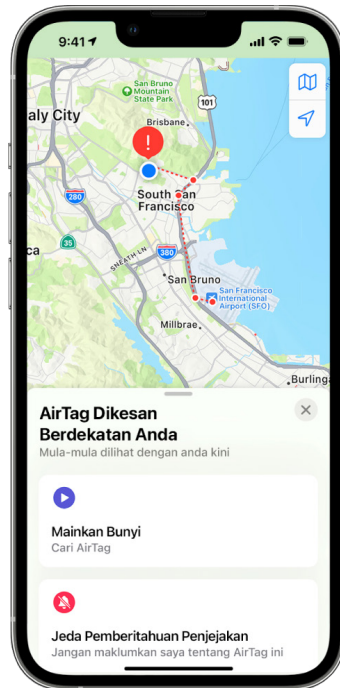 9:41
San Bruno
Mountain
State Park
101
aly City
Brisbane
280
South San
Francisco
ca
35
SNEATH LN
380
San Bruno
San Francisco
International
Airport (SFO)
Millbrae
Burling
AirTag Dikesan
Berdekatan Anda
Mula-mula dilihat dengan anda kini
Mainkan Bunyi
Cari AirTag
Jeda Pemberitahuan Penjejakan
Jangan maklumkan saya tentang AirTag ini